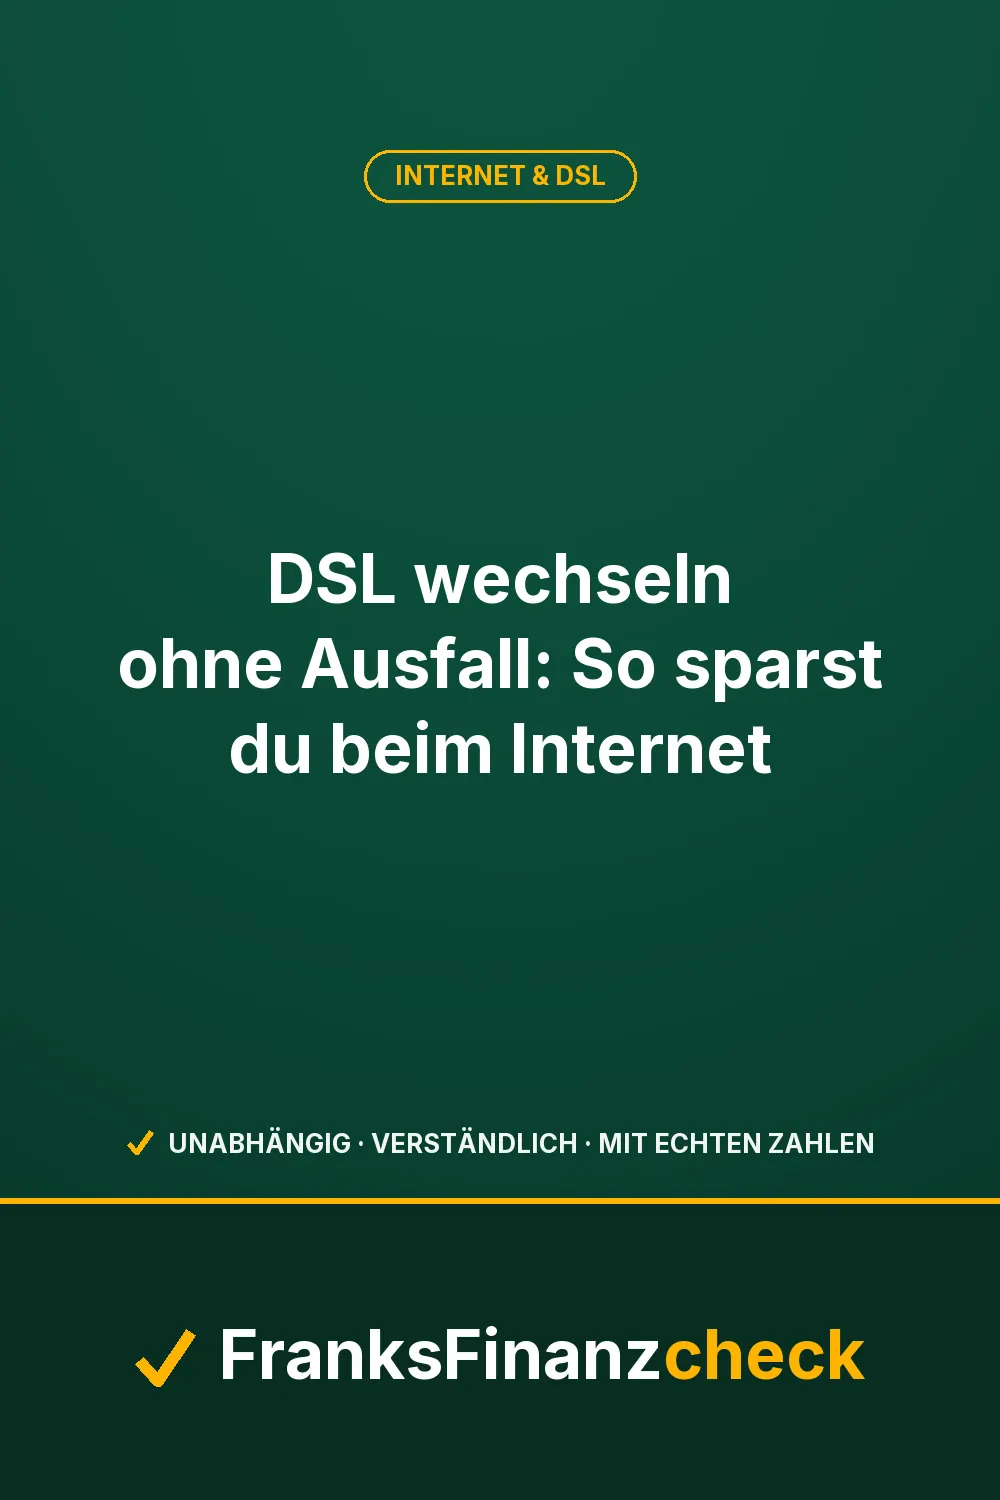 INTERNET & DSL
DSL wechseln
ohne Ausfall: So sparst
du beim Internet
UNABHÄNGIG · VERSTÄNDLICH · MIT ECHTEN ZAHLEN
FranksFinanzcheck